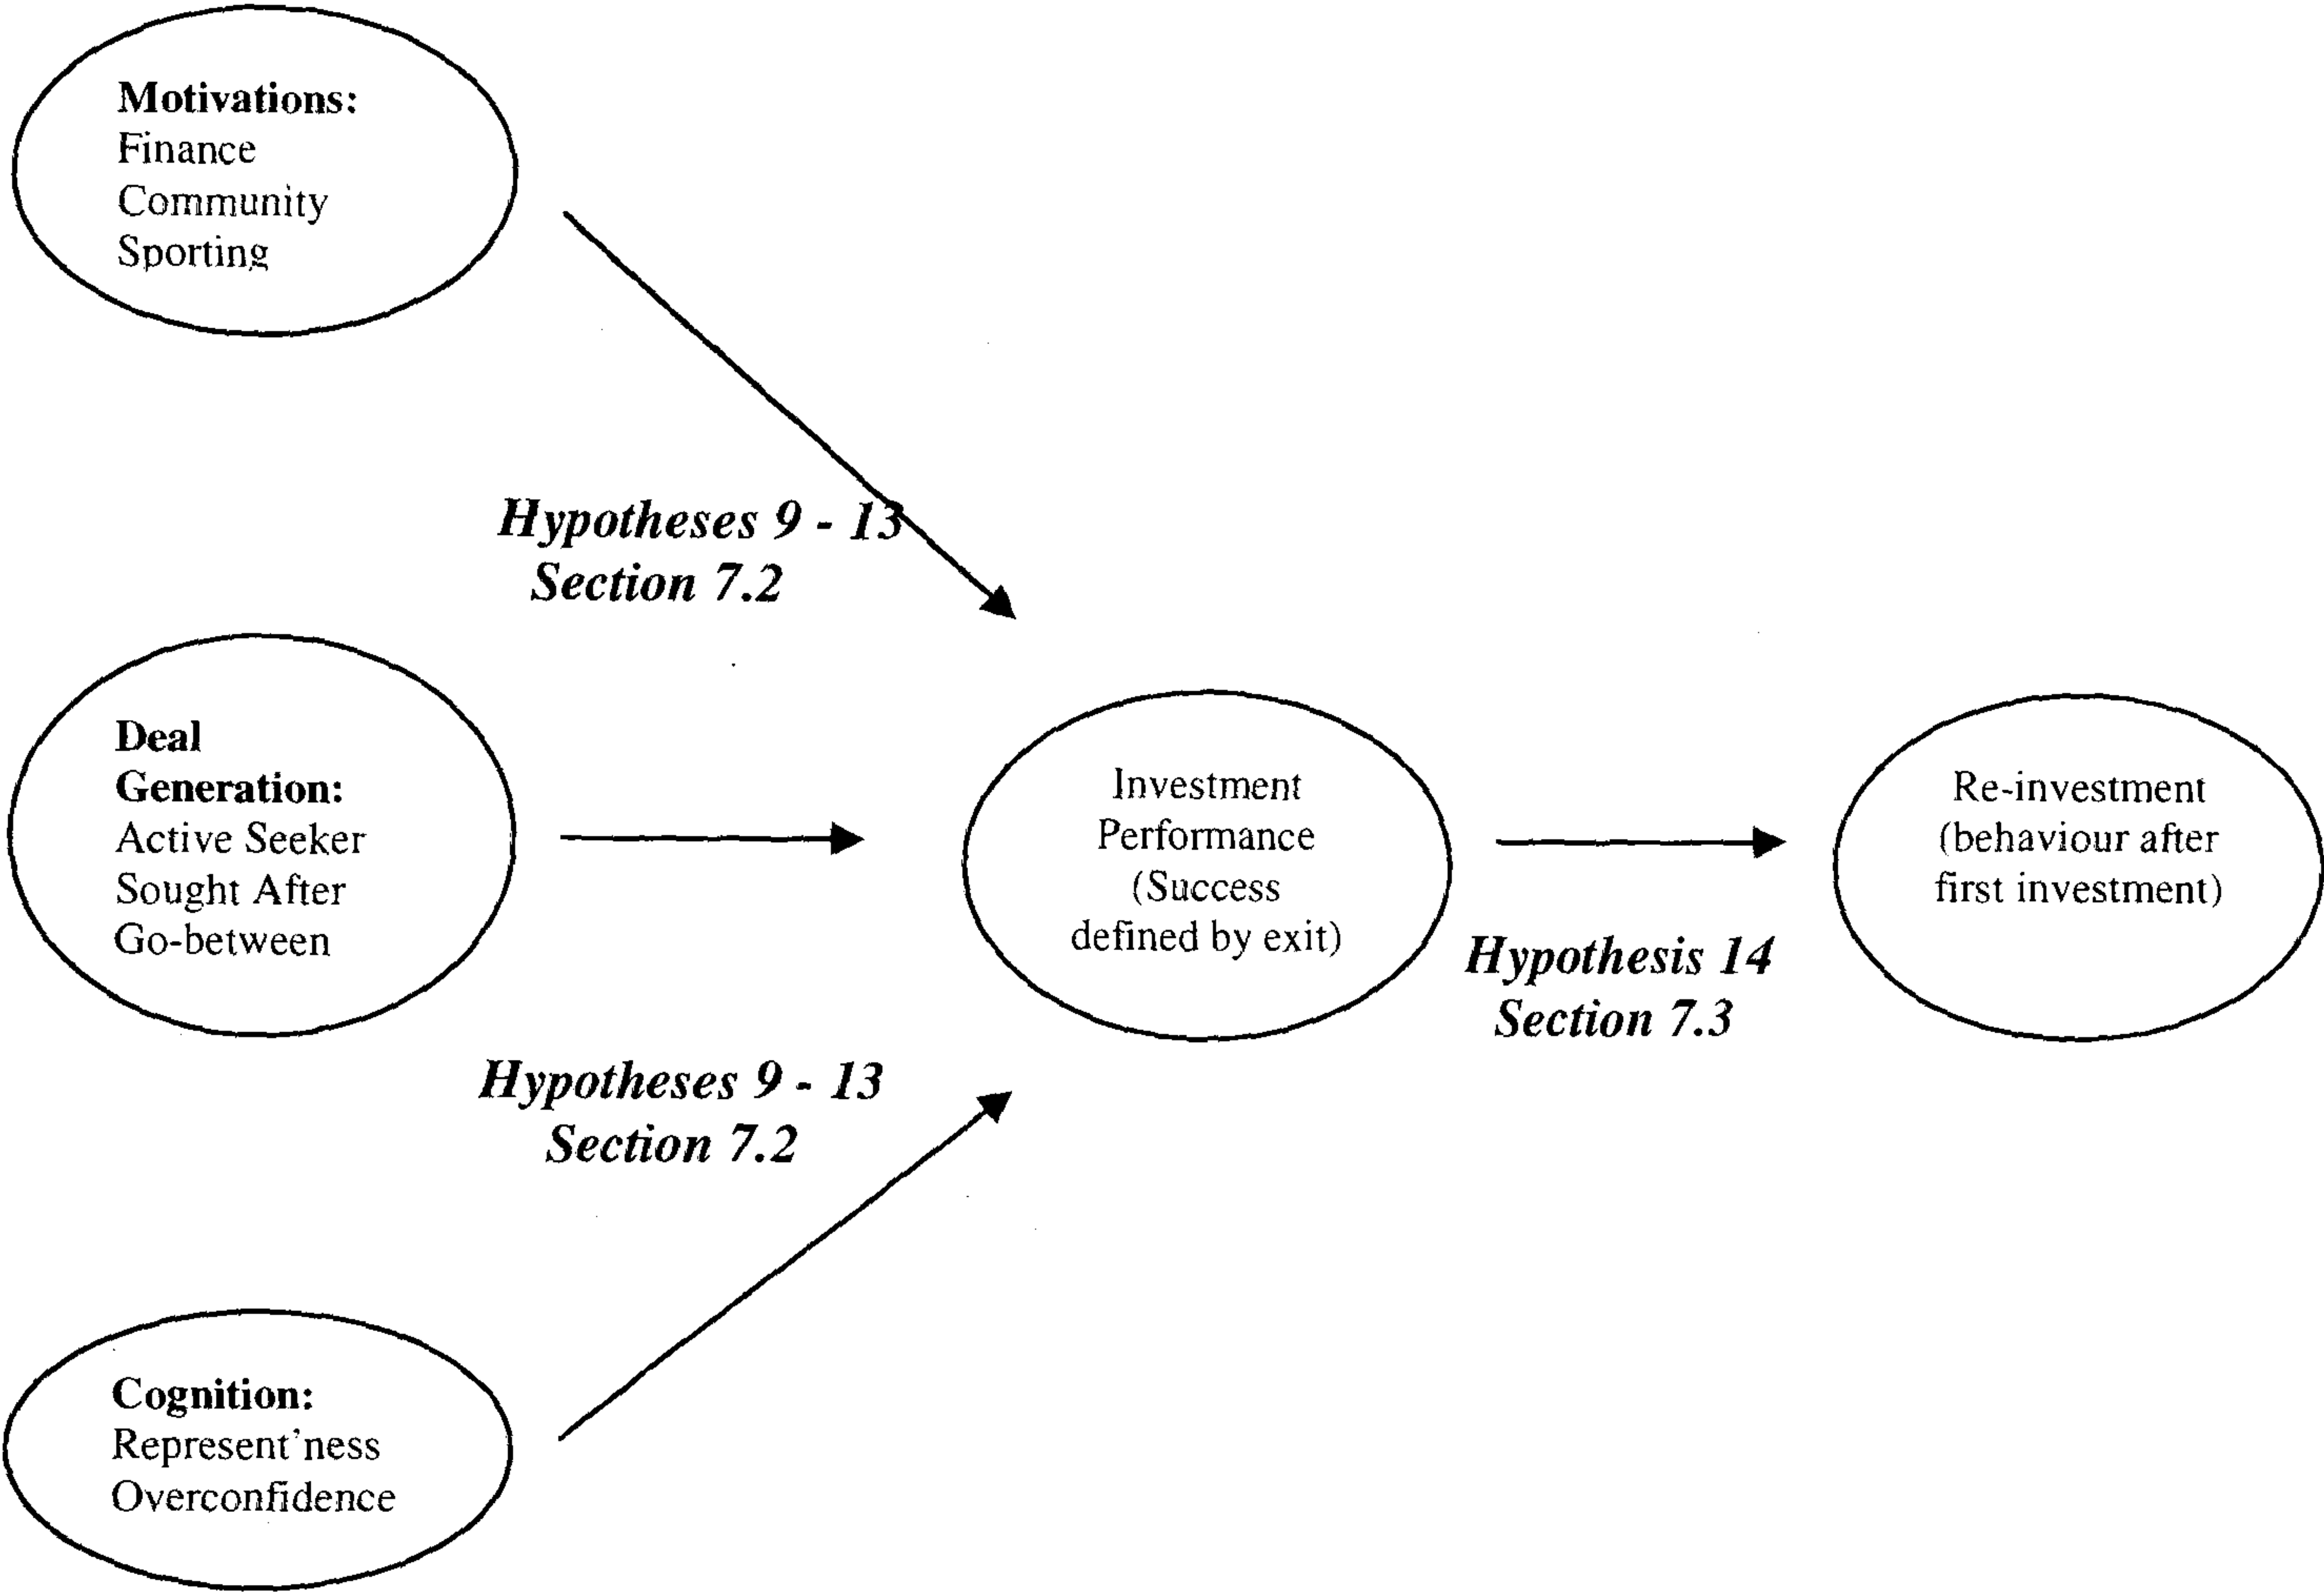 Motivations:
Finance
Community
Sporting
Hypotheses 9 - 13
Section 7.2
Deal
Generation:
Active Seeker
Sought After
Go-between
Investment
Performance
(Success
defined by exit)
Re-investment
(behaviour after
first investment)
Hypothesis 14
Section 7.3
Hypotheses 9 - 13
Section 7.2
Cognition:
Represent'ness
Overconfidence